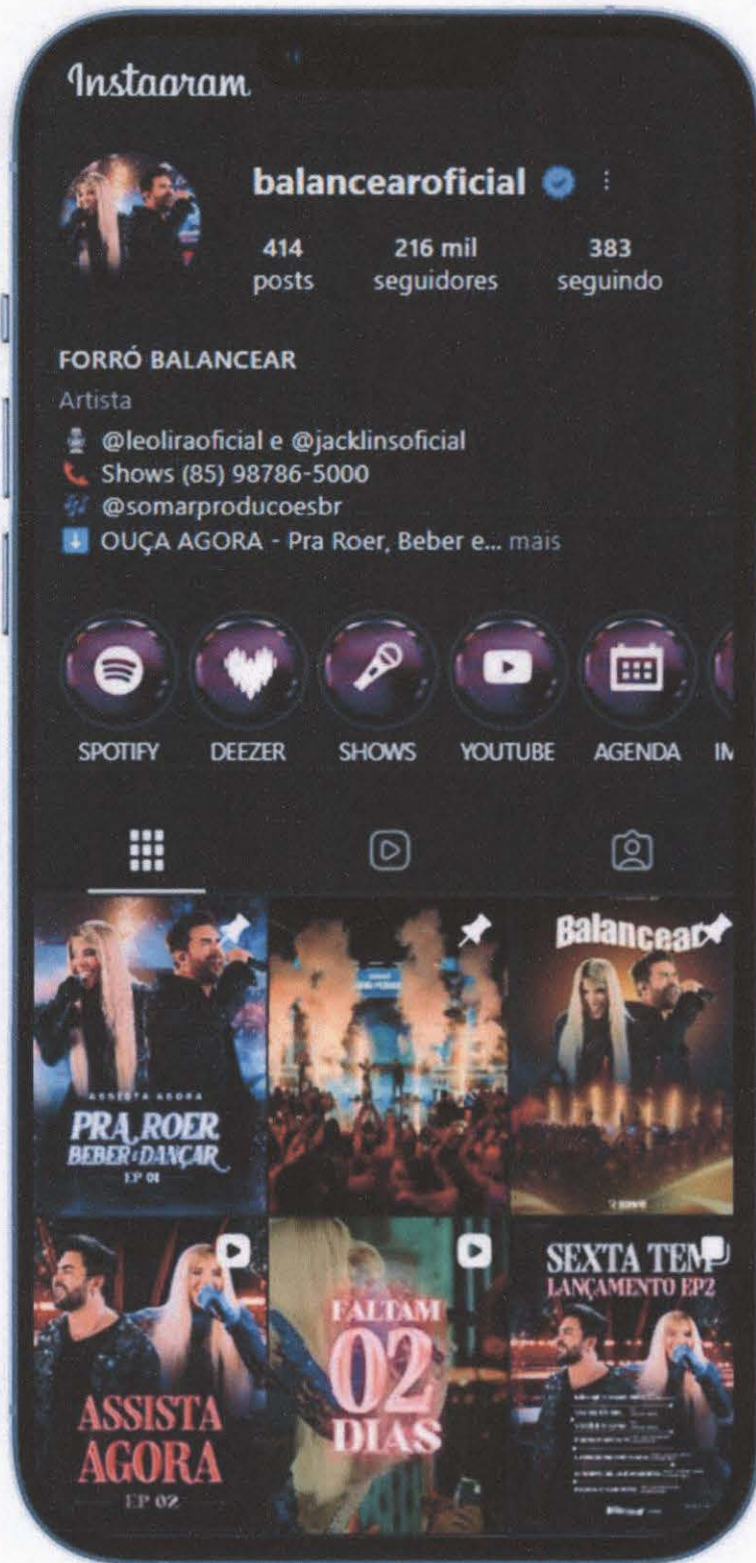 Instagram
balancearoficial
414 216 mil 383
posts seguidores seguindo
FORRÓ BALANCEAR
Artista
@leoliraoficial e @jacklinsoficial
Shows (85) 98786-5000
@somarproducoesbr
OUÇA AGORA - Pra Roer, Beber e... mais
SPOTIFY DEEZER SHOWS YOUTUBE AGENDA IM
ASSISTA AGORA
PRA ROER
BEBER E DANÇAR
EP 01
Balancear
ASSISTA
AGORA
EP 02
FALTAM
02
DIAS
SEXTA TEM
LANÇAMENTO EP2